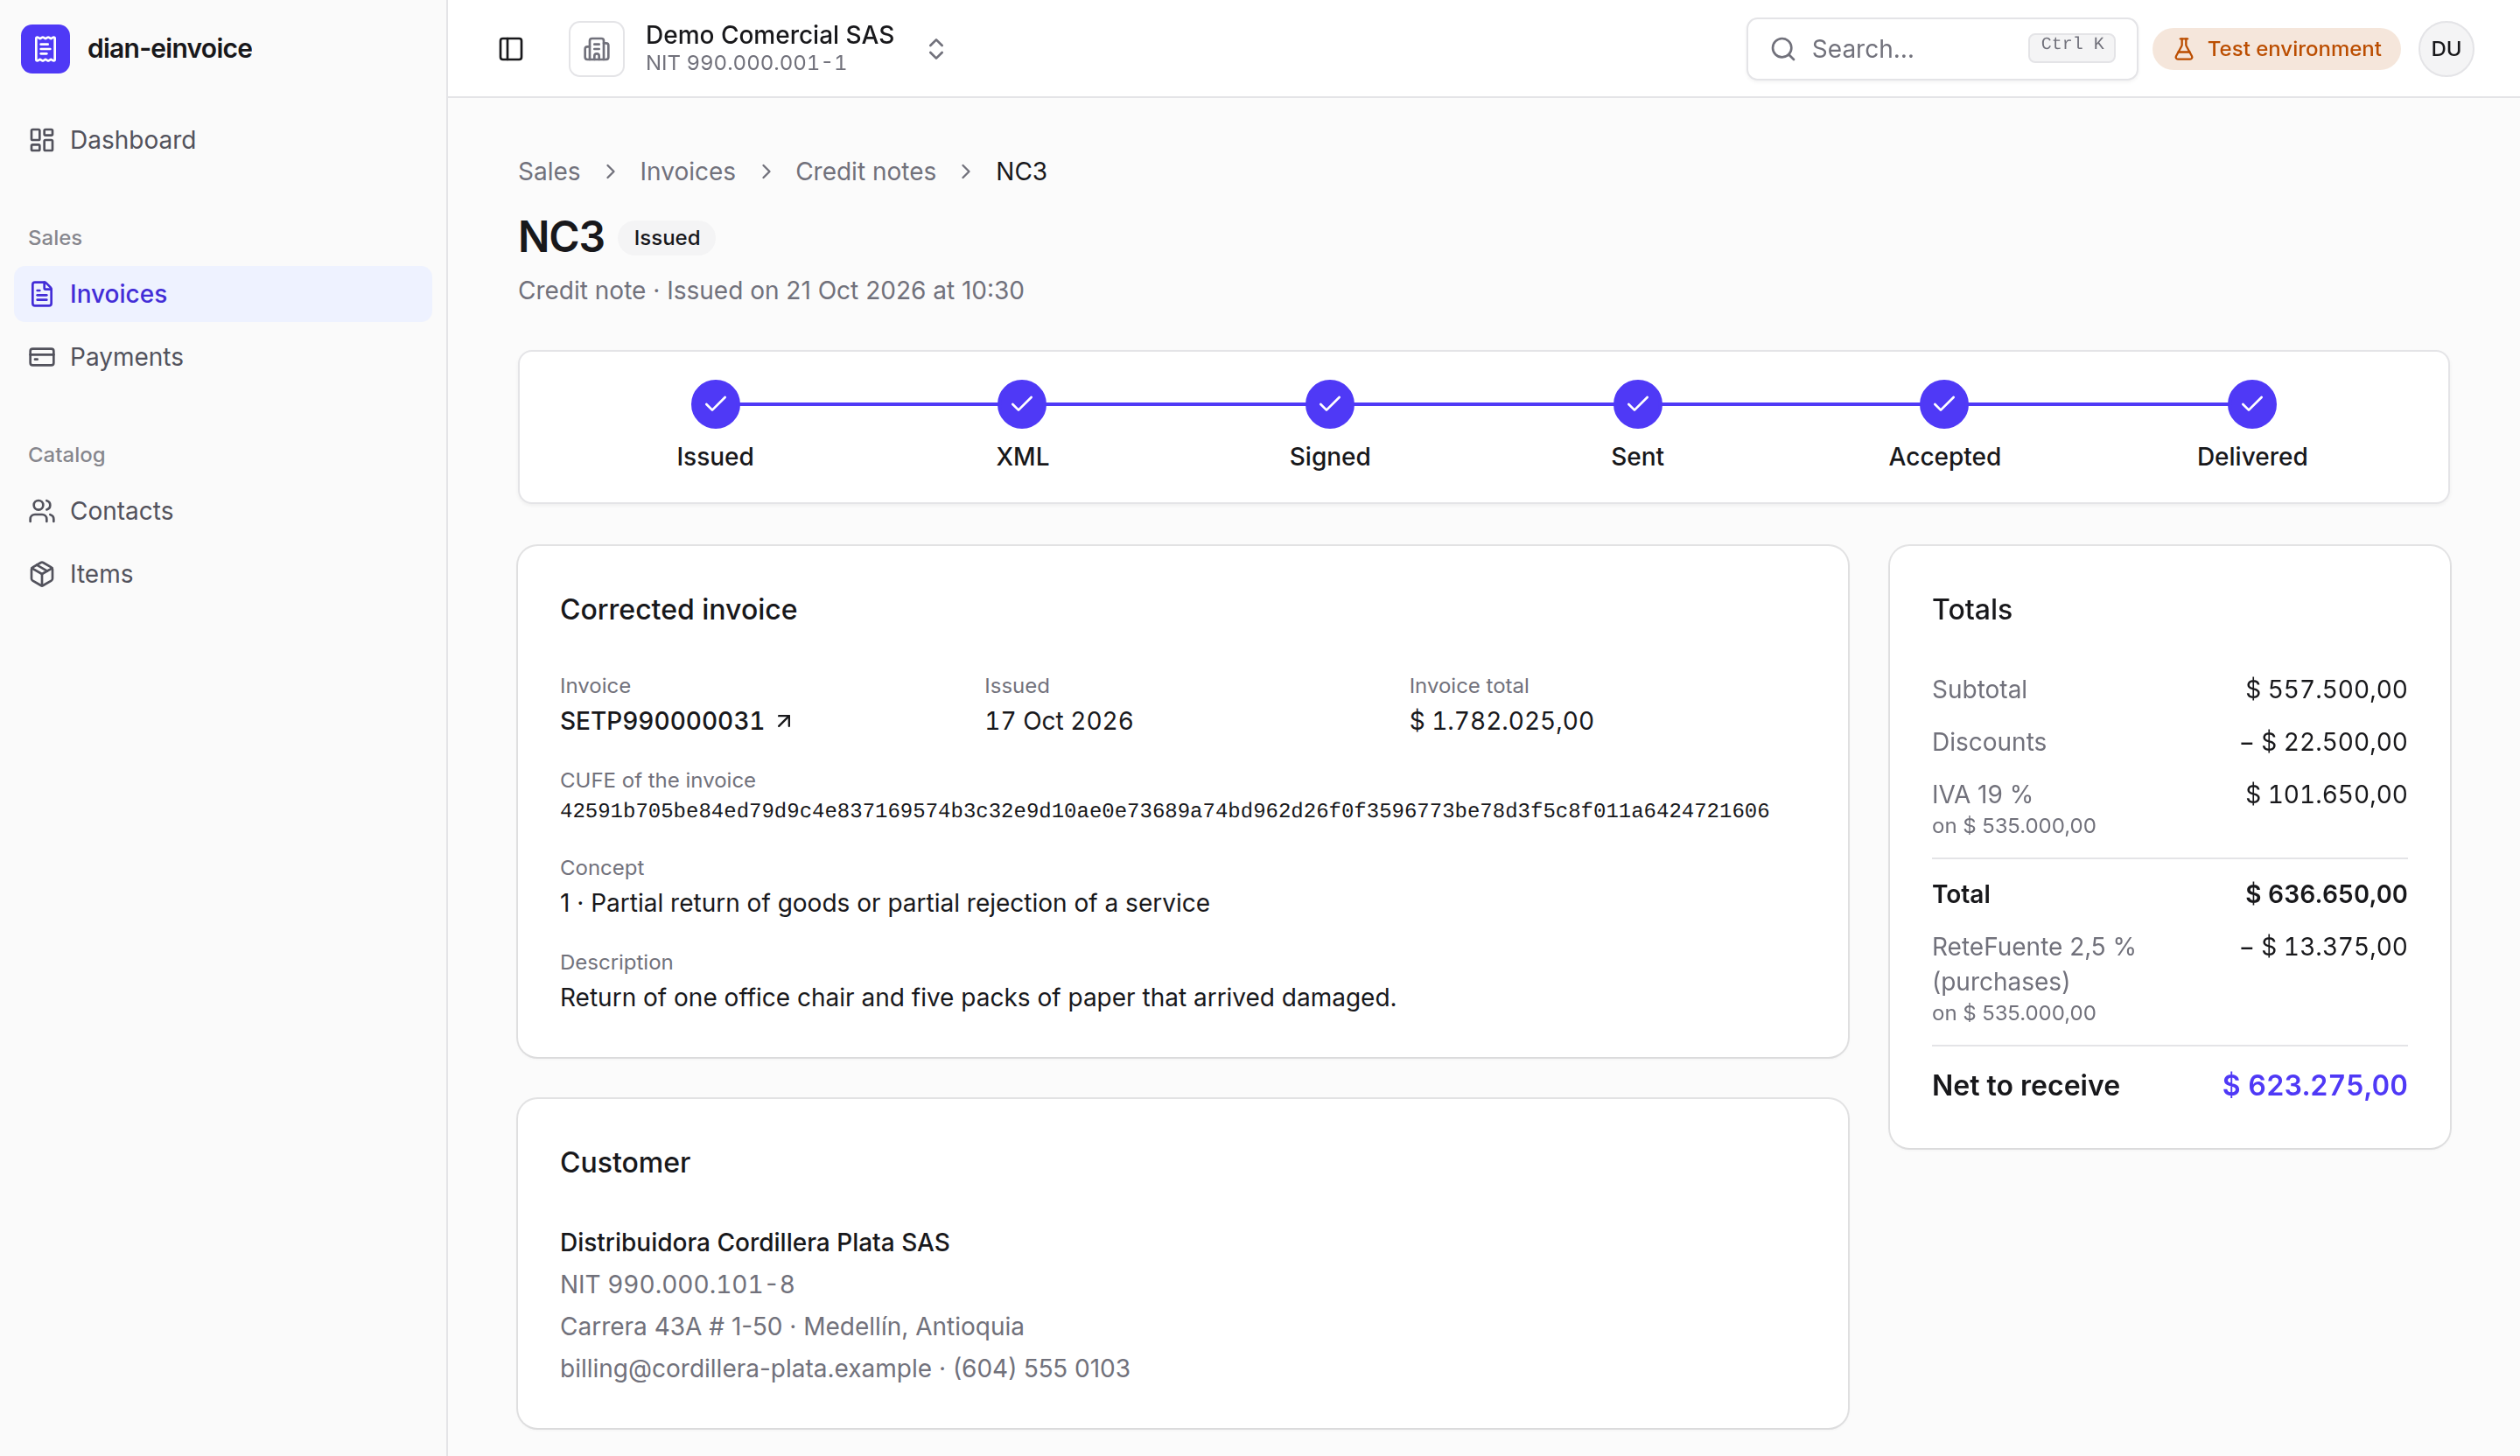 dian-einvoice
Dashboard
Sales
Invoices
Payments
Catalog
Contacts
Items
Demo Comercial SAS
NIT 990.000.001-1
Search...
Ctrl K
Test environment
DU
Sales
Invoices
Credit notes
NC3
NC3
Issued
Credit note · Issued on 21 Oct 2026 at 10:30
Issued
XML
Signed
Sent
Accepted
Delivered
Corrected invoice
Invoice
SETP990000031
Issued
17 Oct 2026
Invoice total
$ 1.782.025,00
CUFE of the invoice
42591b705be84ed79d9c4e837169574b3c32e9d10ae0e73689a74bd962d26f0f3596773be78d3f5c8f011a6424721606
Concept
1 · Partial return of goods or partial rejection of a service
Description
Return of one office chair and five packs of paper that arrived damaged.
Customer
Distribuidora Cordillera Plata SAS
NIT 990.000.101-8
Carrera 43A # 1-50 · Medellín, Antioquia
billing@cordillera-plata.example · (604) 555 0103
Totals
Subtotal $ 557.500,00
Discounts − $ 22.500,00
IVA 19 % $ 101.650,00
on $ 535.000,00
Total $ 636.650,00
ReteFuente 2,5 % − $ 13.375,00
(purchases)
on $ 535.000,00
Net to receive $ 623.275,00